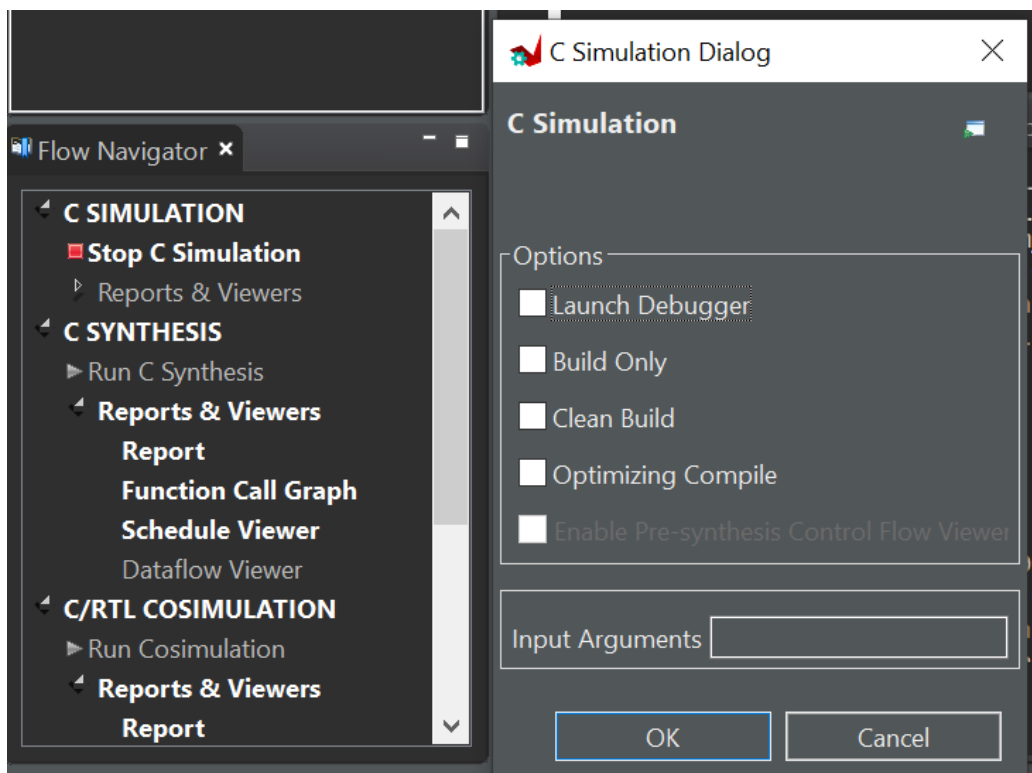 Flow Navigator
C SIMULATION
Stop C Simulation
Reports & Viewers
C SYNTHESIS
Run C Synthesis
Reports & Viewers
Report
Function Call Graph
Schedule Viewer
Dataflow Viewer
C/RTL COSIMULATION
Run Cosimulation
Reports & Viewers
Report
C Simulation Dialog
C Simulation
Options
Launch Debugger
Build Only
Clean Build
Optimizing Compile
Enable Pre-synthesis Control Flow Viewer
Input Arguments
OK
Cancel